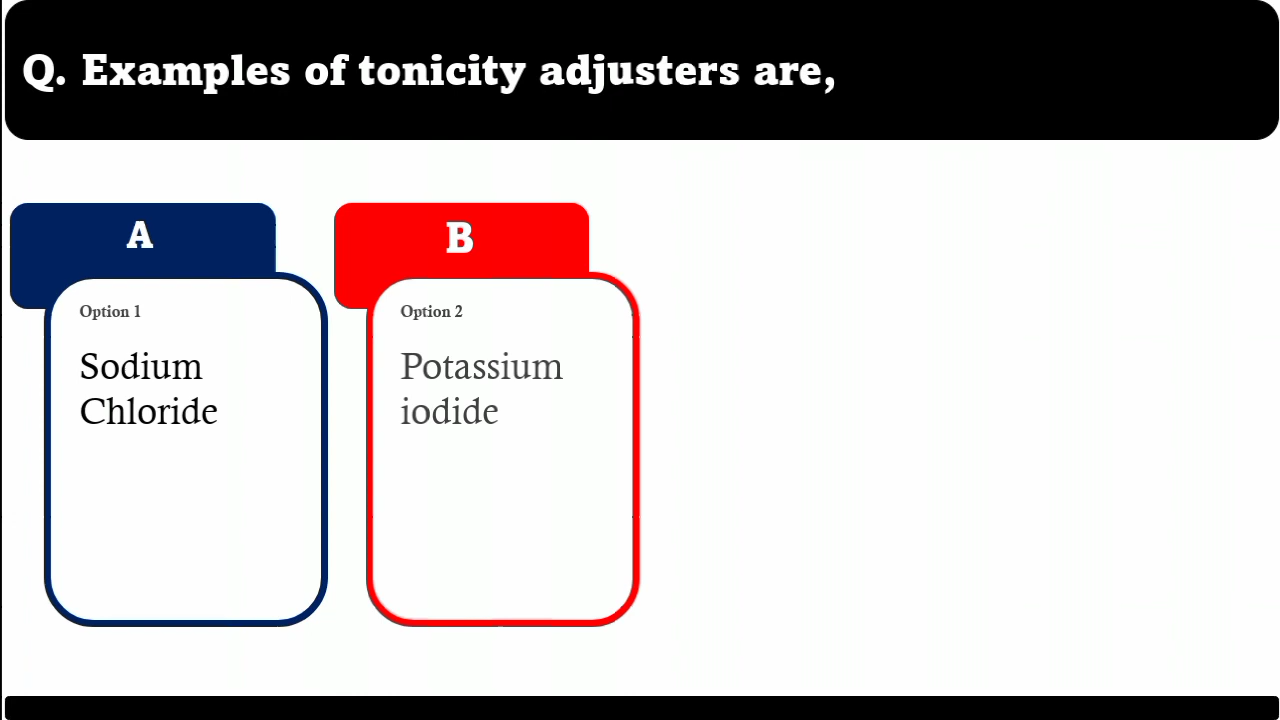 Q. Examples of tonicity adjusters are,
A
Option 1
Sodium
Chloride
B
Option 2
Potassium
iodide